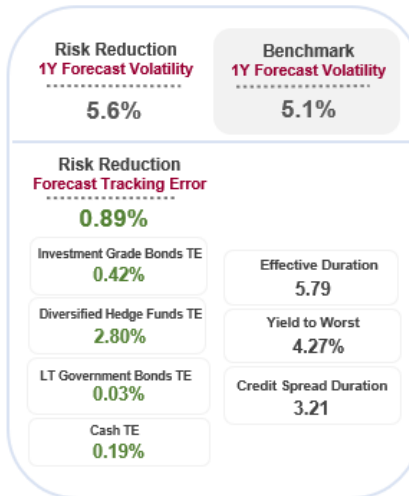 Risk Reduction
1Y Forecast Volatility
5.6%
Benchmark
1Y Forecast Volatility
5.1%
Risk Reduction
Forecast Tracking Error
0.89%
Investment Grade Bonds TE
0.42%
Diversified Hedge Funds TE
2.80%
LT Government Bonds TE
0.03%
Cash TE
0.19%
Effective Duration
5.79
Yield to Worst
4.27%
Credit Spread Duration
3.21